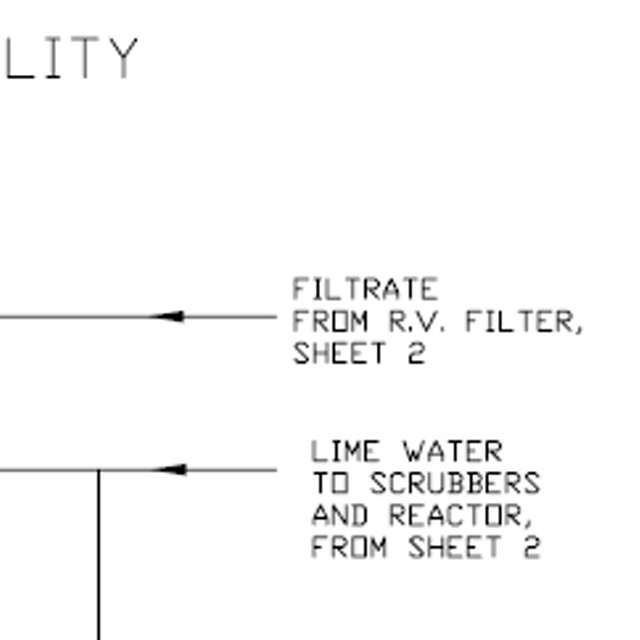 LITY
FILTRATE
FROM R.V. FILTER,
SHEET 2
LIME WATER
TO SCRUBBERS
AND REACTOR,
FROM SHEET 2